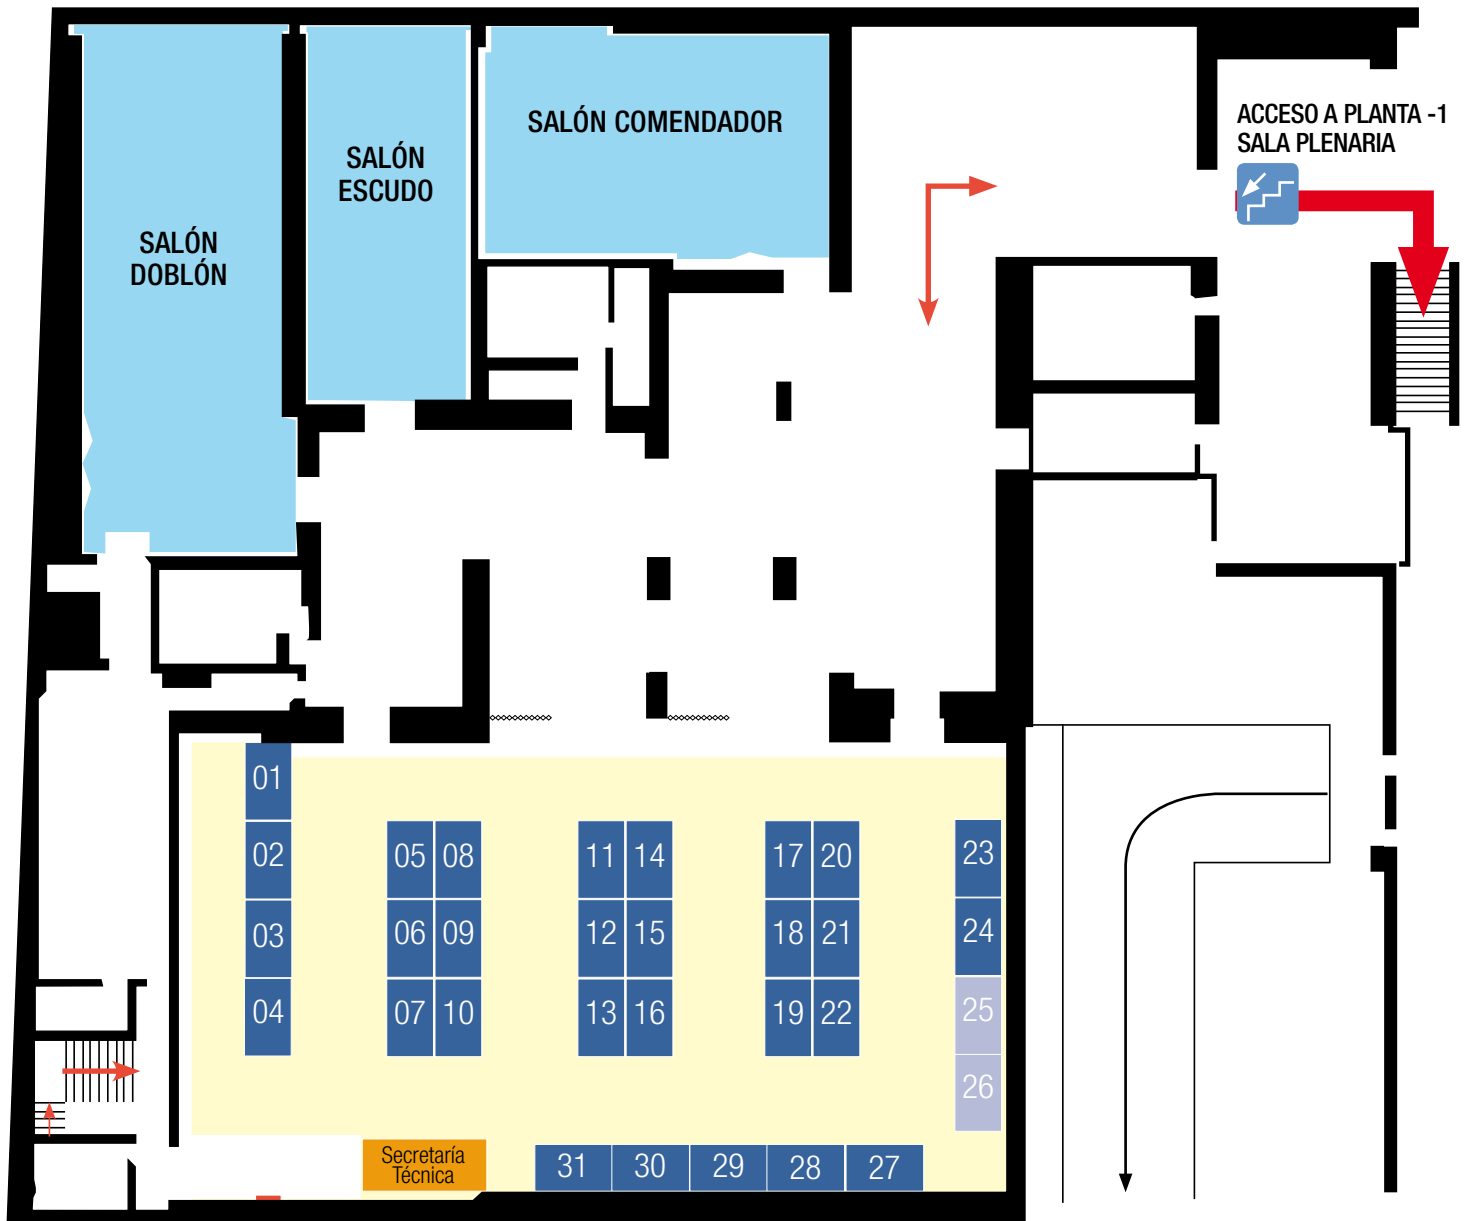 ACCESO A PLANTA -1
SALA PLENARIA
SALÓN COMENDADOR
SALÓN
ESCUDO
SALÓN
DOBLÓN
01
02
03
04
05 08
06 09
07 10
11 14
12 15
13 16
17 20
18 21
19 22
23
24
25
26
Secretaría
Técnica
31 30 29 28 27